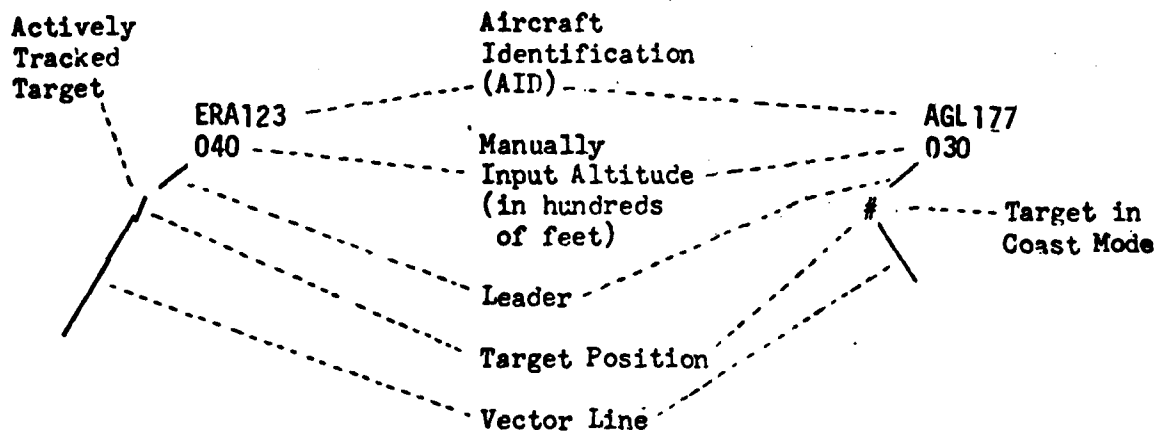 Actively
Tracked
Target
Aircraft
Identification
(AID)
ERA123
040
AGL177
030
Manually
Input Altitude
(in hundreds
of feet)
#
Target in
Coast Mode
Leader
Target Position
Vector Line